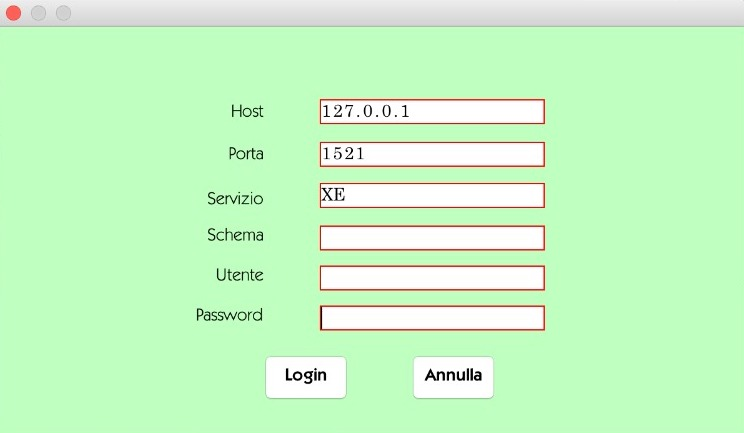 Host 127.0.0.1
Porta 1521
Servizio XE
Schema
Utente
Password
Login Annulla